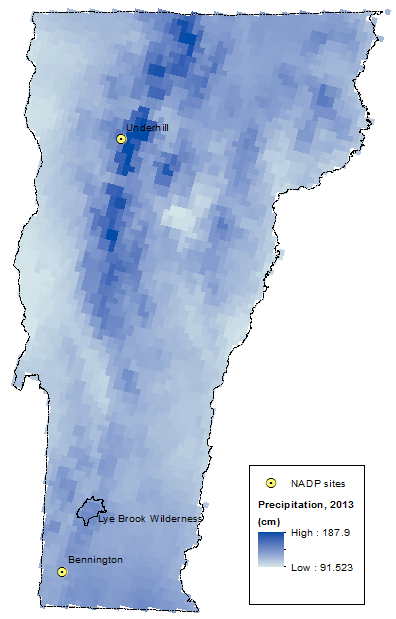 Underhill
Lye Brook Wilderness
Bennington
NADP sites
Precipitation, 2013
(cm)
High : 187.9
Low : 91.523